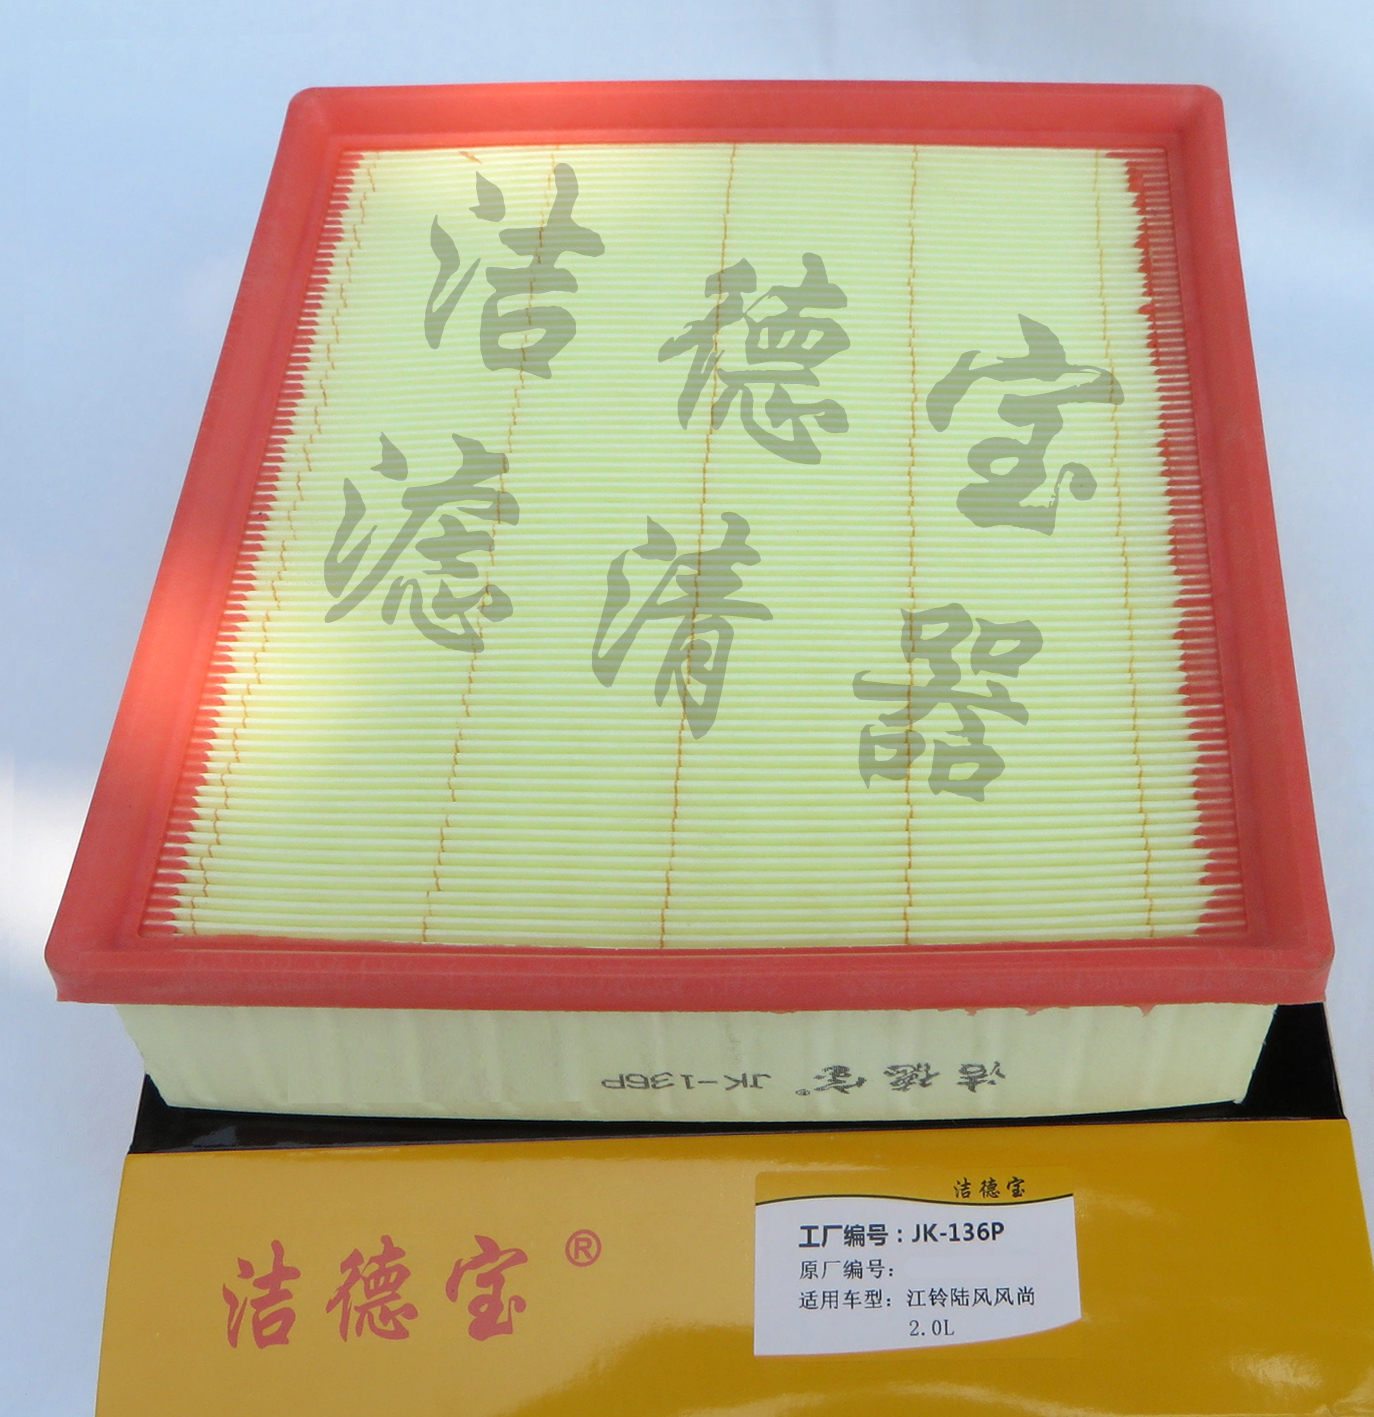 洁德宝
滤清器
洁德宝® JK-136P
洁德宝®
洁德宝
工厂编号：JK-136P
原厂编号：
适用车型：江铃陆风风尚
2.0L